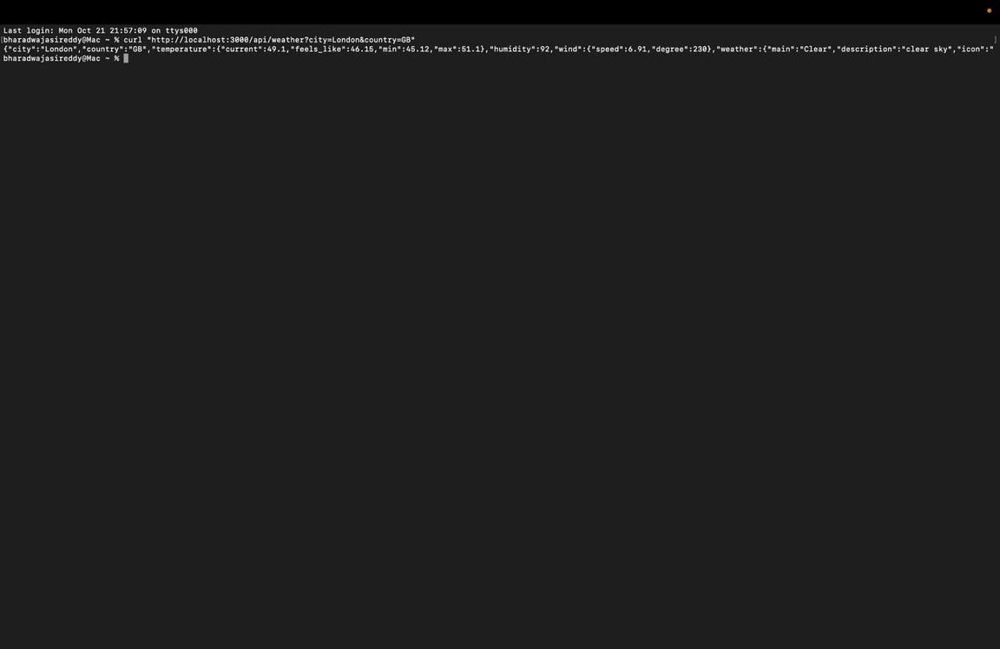 Last login: Mon Oct 21 21:57:09 on ttys000
[bharadwajasireddy@Mac ~ % curl "http://localhost:3000/api/weather?city=London&country=GB" ]
{"city":"London","country":"GB","temperature":{"current":49.1,"feels_like":46.15,"min":45.12,"max":51.1},"humidity":92,"wind":{"speed":6.91,"degree":230},"weather":{"main":"Clear","description":"clear sky","icon":"
bharadwajasireddy@Mac ~ %